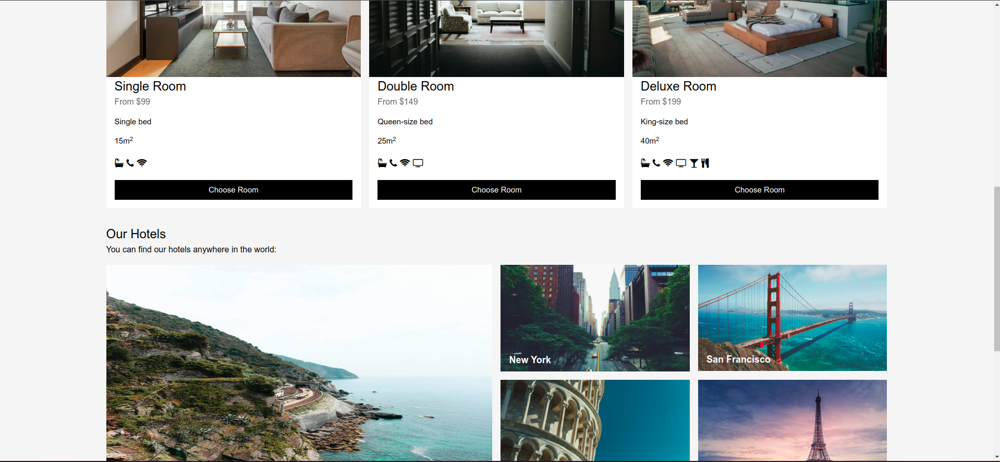 Single Room
From $99
Single bed
15m²
Choose Room
Double Room
From $149
Queen-size bed
25m²
Choose Room
Deluxe Room
From $199
King-size bed
40m²
Choose Room
Our Hotels
You can find our hotels anywhere in the world:
New York
San Francisco